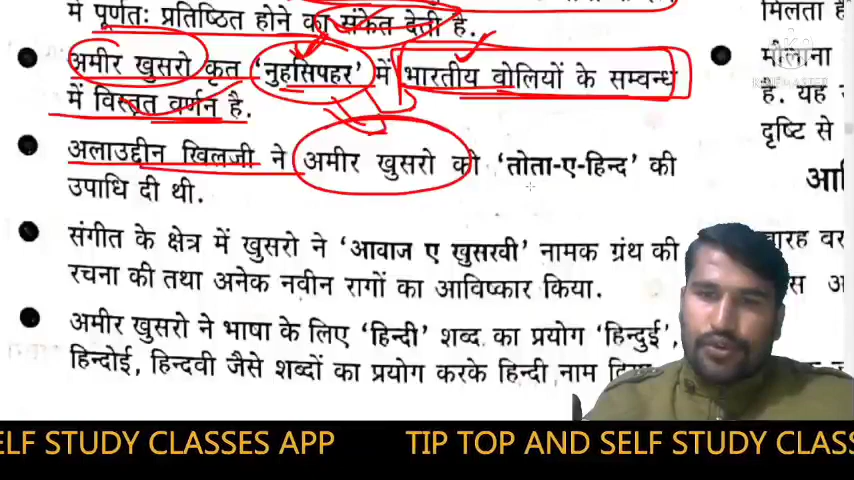 में पूर्णतः प्रतिष्ठित होने का संकेत देती है.
अमीर खुसरो कृत 'नुहसिपहर' में भारतीय बोलियों के सम्बन्ध
में विस्तृत वर्णन है.
अलाउद्दीन खिलजी ने अमीर खुसरो को 'तोता-ए-हिन्द' की
उपाधि दी थी.
संगीत के क्षेत्र में खुसरो ने 'आवाज ए खुसरवी' नामक ग्रंथ की
रचना की तथा अनेक नवीन रागों का आविष्कार किया.
अमीर खुसरो ने भाषा के लिए 'हिन्दी' शब्द का प्रयोग 'हिन्दुई',
हिन्दोई, हिन्दवी जैसे शब्दों का प्रयोग करके हिन्दी नाम
मिलता है
मौलाना
है. यह
दृष्टि से
बारह
ELF STUDY CLASSES APP TIP TOP AND SELF STUDY CLASS